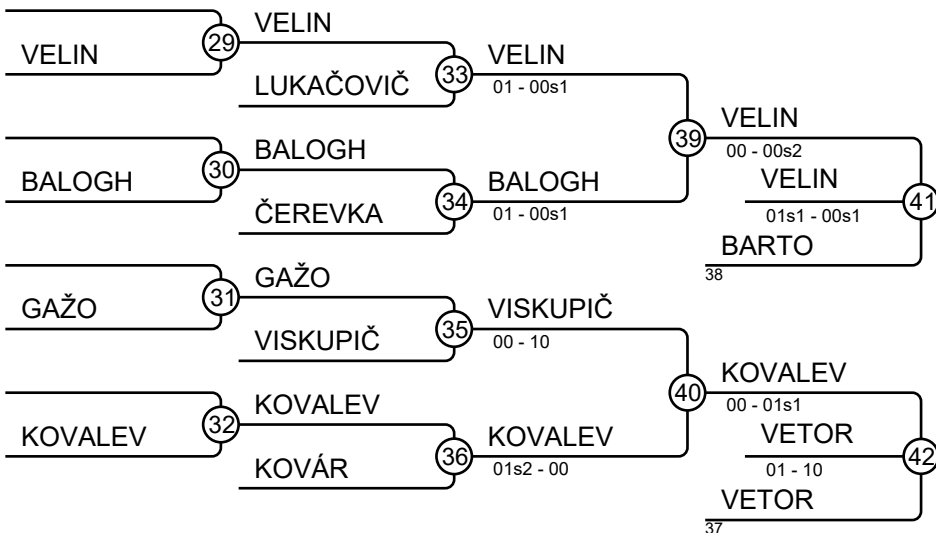 VELIN
29
VELIN
LUKAČOVIČ
33
VELIN
01 - 00s1
39
VELIN
00 - 00s2
VELIN
01s1 - 00s1
41
BARTO
38
BALOGH
30
BALOGH
ČEREVKA
34
BALOGH
01 - 00s1
GAŽO
31
GAŽO
VISKUPIČ
35
VISKUPIČ
00 - 10
40
KOVALEV
00 - 01s1
VETOR
01 - 10
42
VETOR
37
KOVALEV
32
KOVALEV
KOVÁR
36
KOVALEV
01s2 - 00